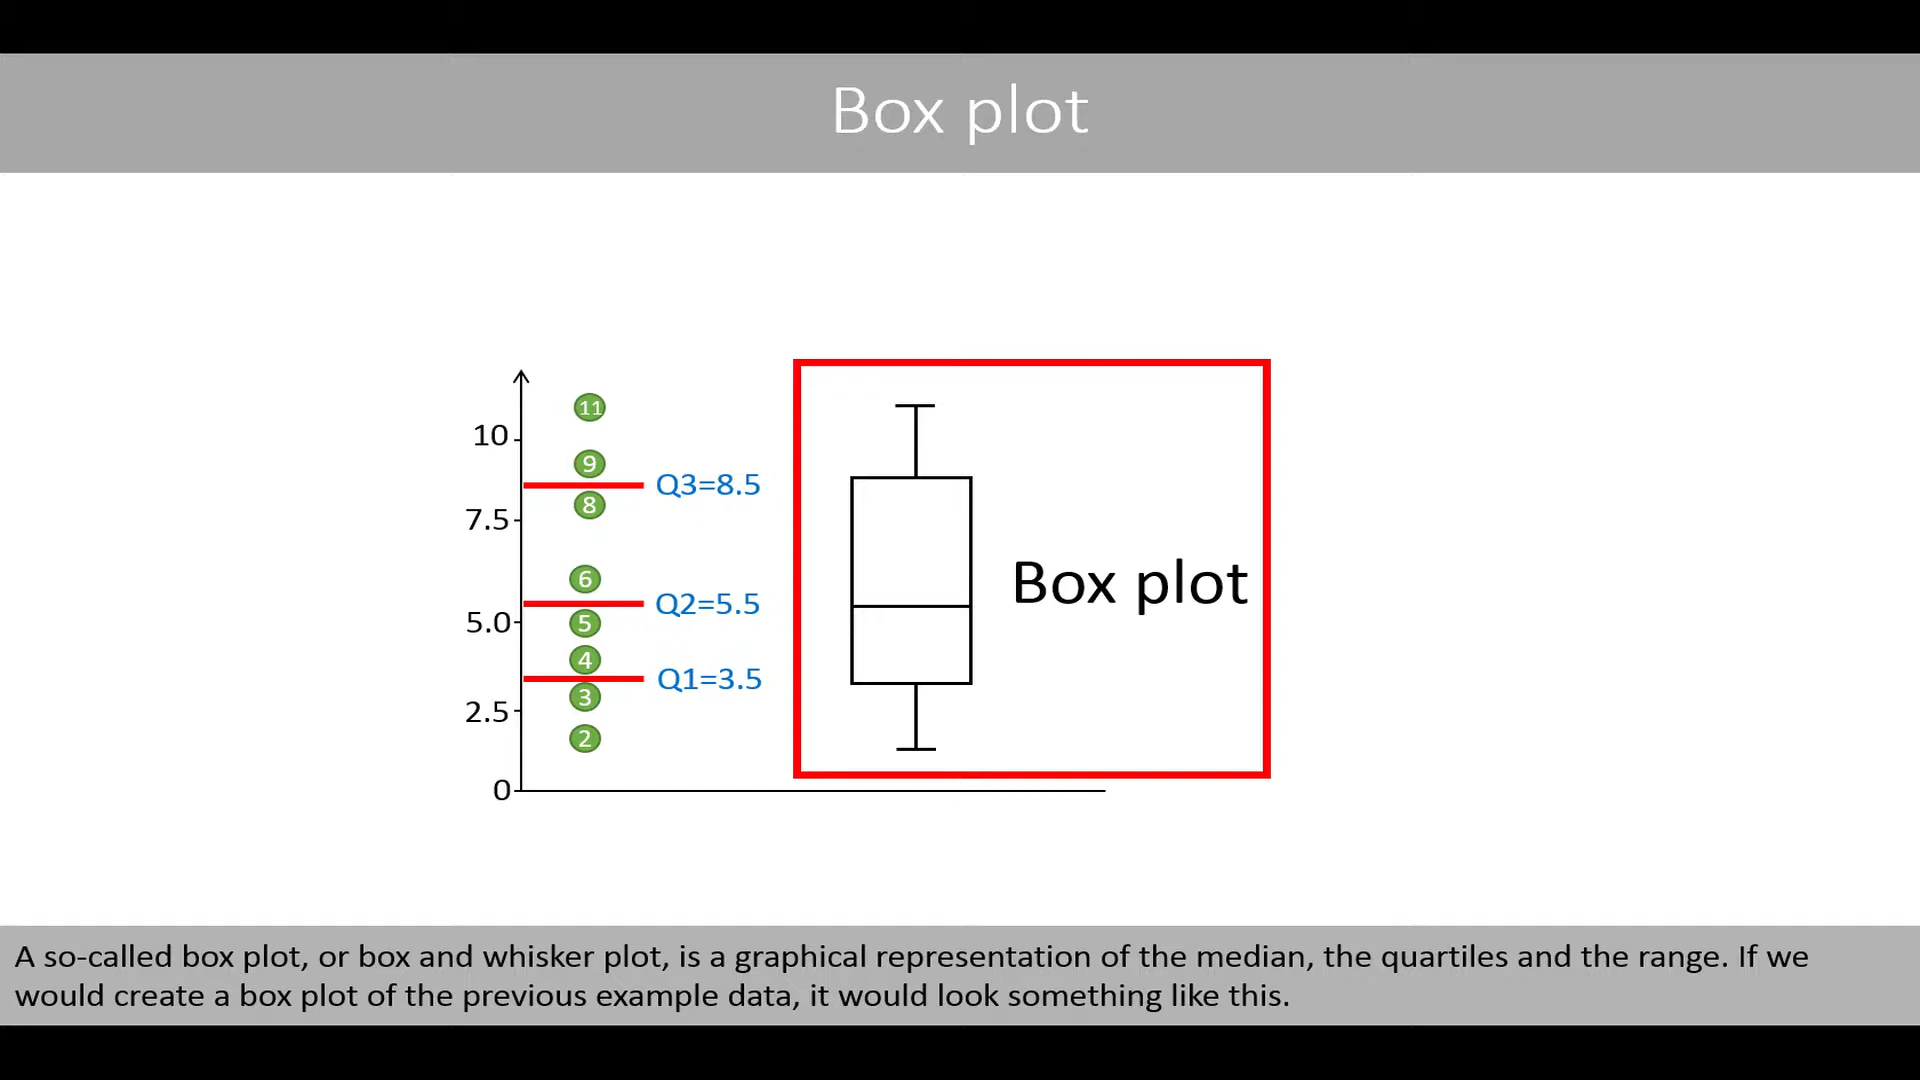 Box plot
11
10
9
Q3=8.5
8
7.5
6
Q2=5.5
5.0
5
4
Q1=3.5
3
2.5
2
0
Box plot
A so-called box plot, or box and whisker plot, is a graphical representation of the median, the quartiles and the range. If we
would create a box plot of the previous example data, it would look something like this.